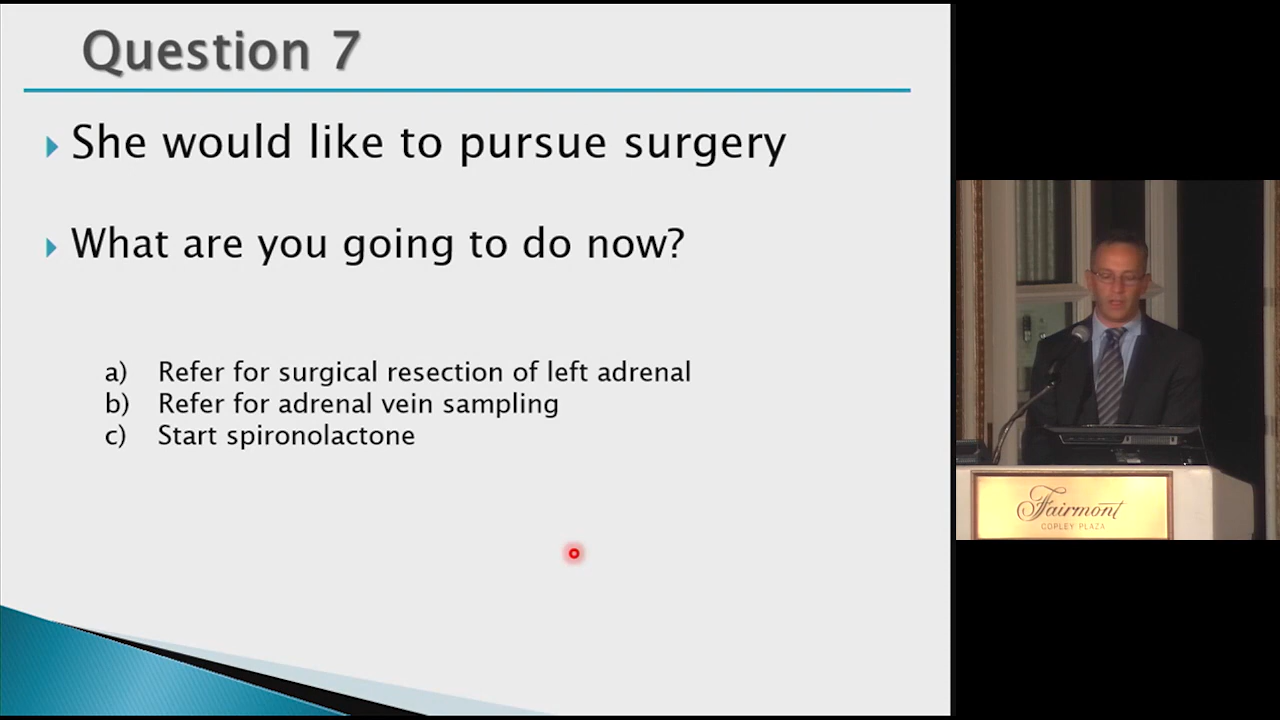 Question 7
She would like to pursue surgery
What are you going to do now?
a) Refer for surgical resection of left adrenal
b) Refer for adrenal vein sampling
c) Start spironolactone
Fairmont
COPLEY PLAZA